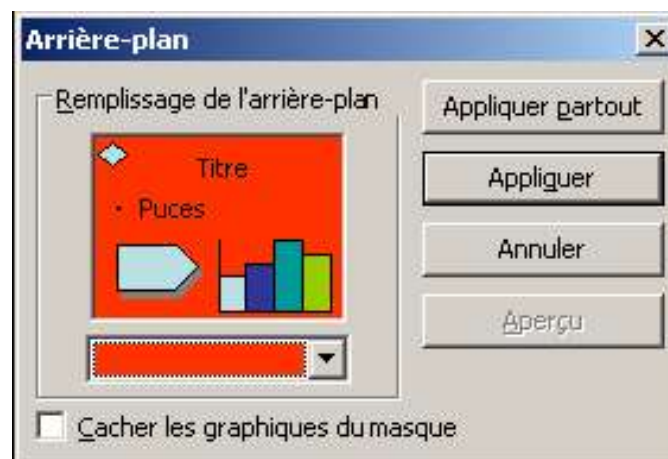 Arrière-plan
Remplissage de l'arrière-plan
Titre
• Puces
Appliquer partout
Appliquer
Annuler
Aperçu
Cacher les graphiques du masque